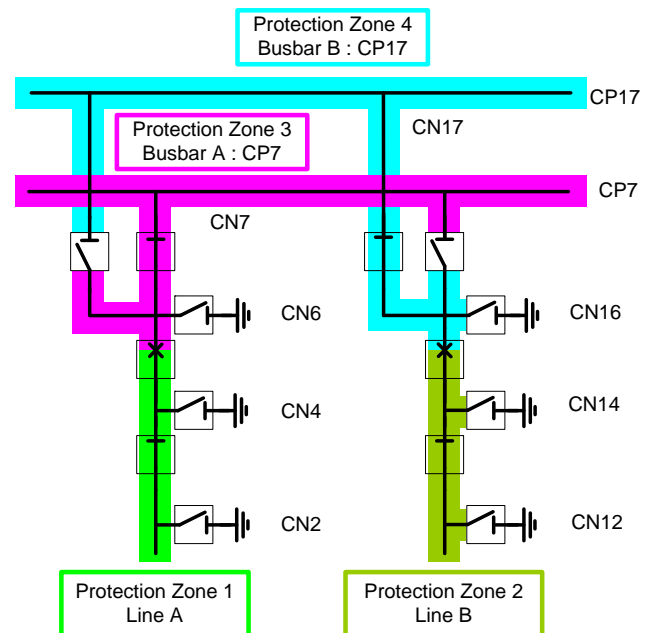 Protection Zone 4
Busbar B : CP17
CP17
Protection Zone 3
Busbar A : CP7
CN17
CP7
CN7
CN6
CN16
CN4
CN14
CN2
CN12
Protection Zone 1
Line A
Protection Zone 2
Line B